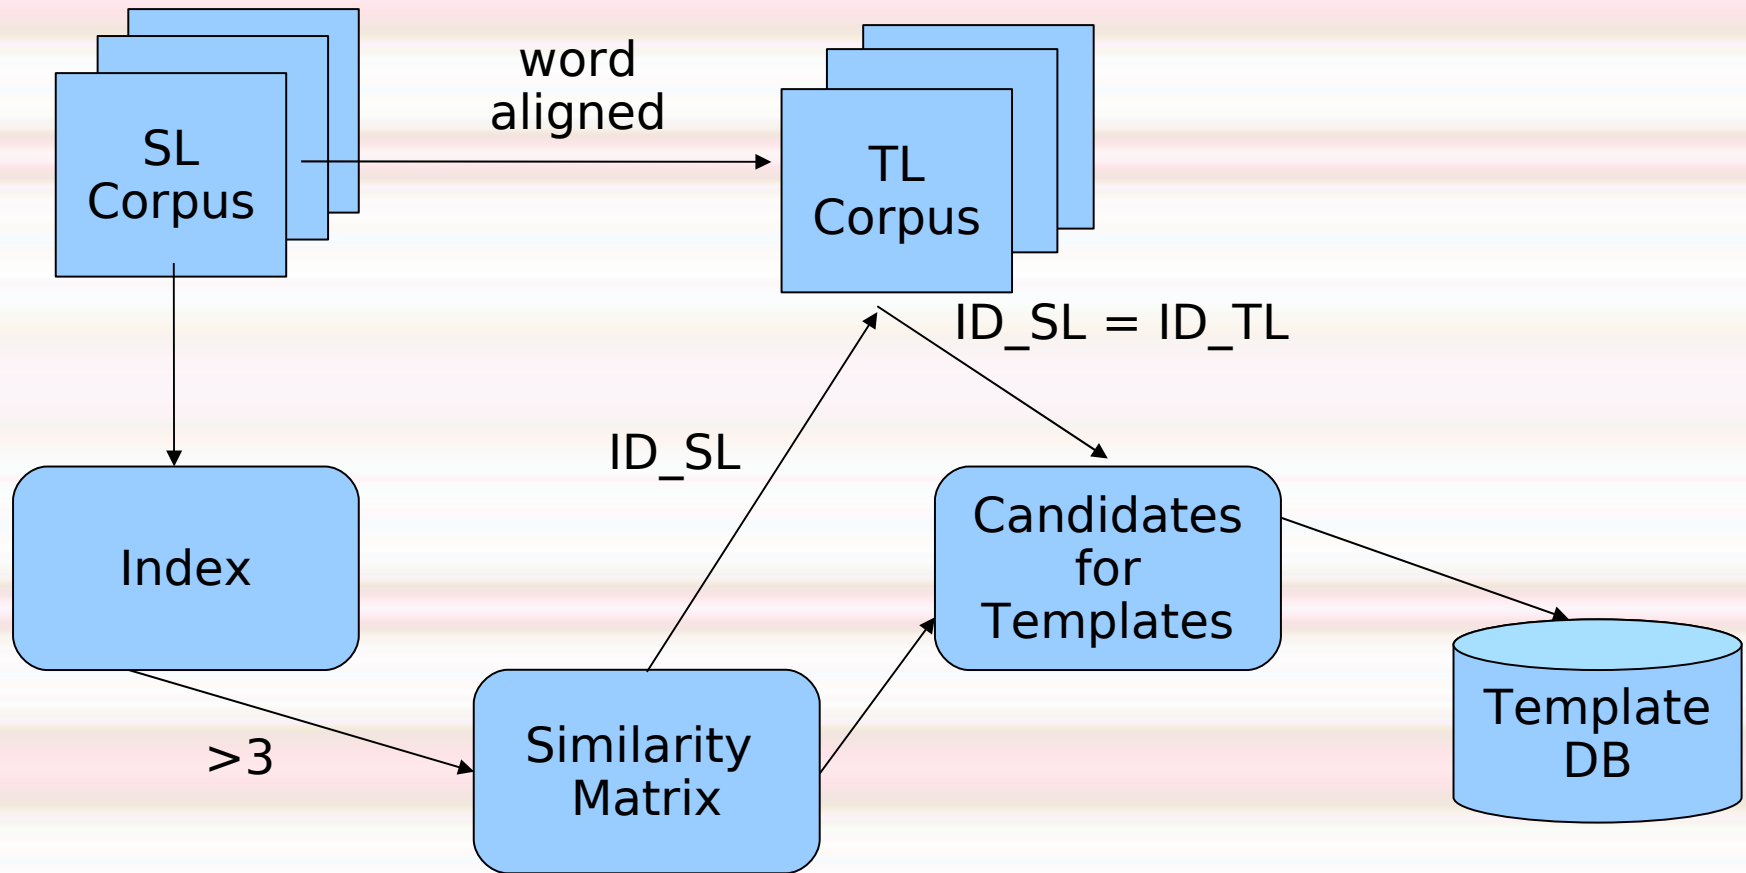 SL
Corpus
word
aligned
TL
Corpus
ID_SL = ID_TL
ID_SL
Index
Candidates
for
Templates
>3
Similarity
Matrix
Template
DB